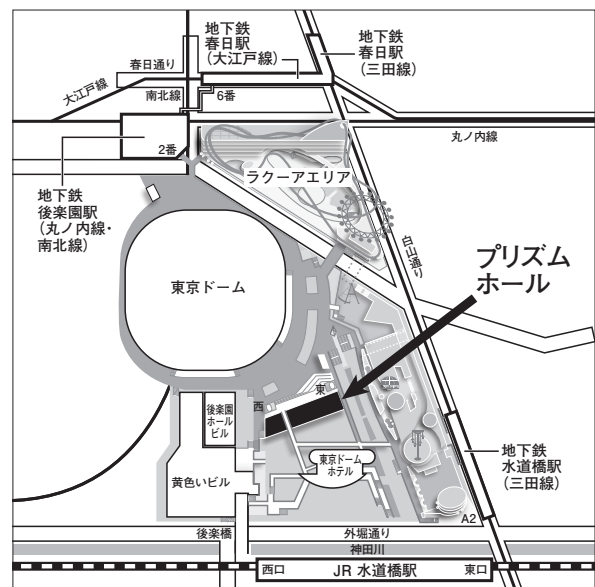 地下鉄
春日駅
(大江戸線)
地下鉄
春日駅
(三田線)
春日通り
大江戸線
南北線
6番
丸ノ内線
2番
ラクーアエリア
地下鉄
後楽園駅
(丸ノ内線・
南北線)
白山通り
プリズム
ホール
東京ドーム
東
西
後楽園
ホール
ビル
東京ドーム
ホテル
黄色いビル
地下鉄
水道橋駅
(三田線)
A2
後楽橋
外堀通り
神田川
西口
JR 水道橋駅
東口